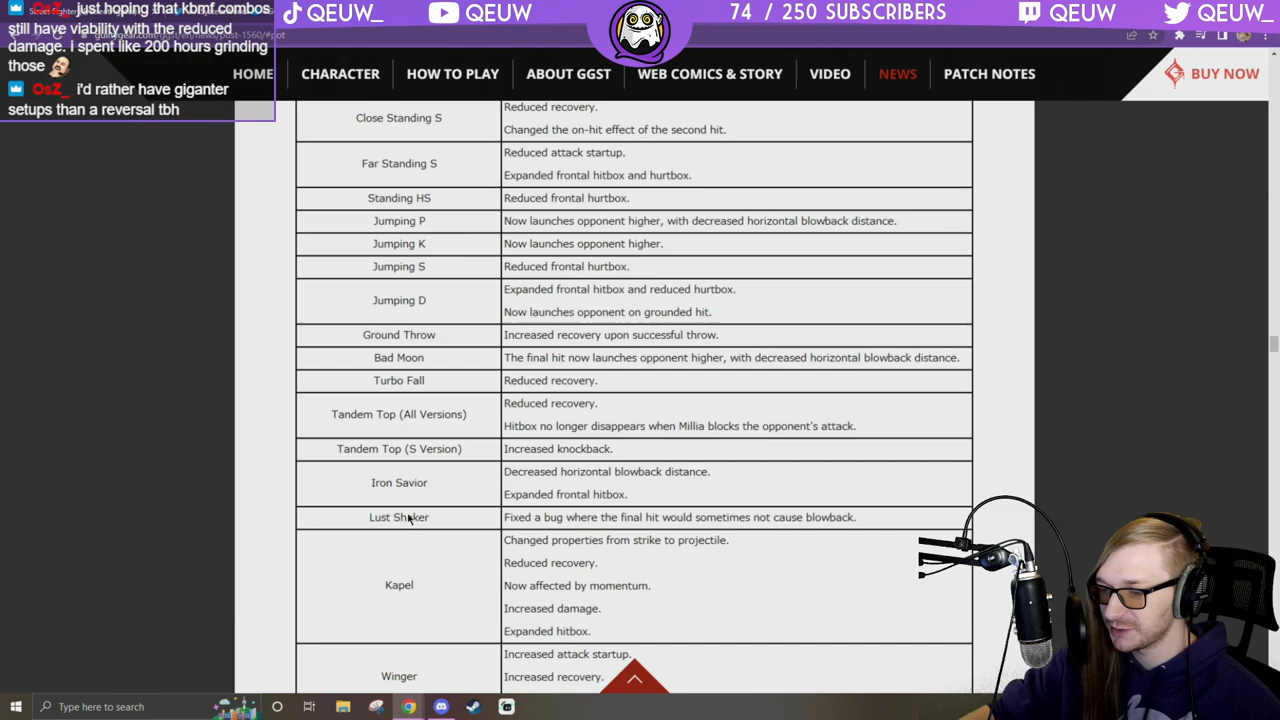 OsZ_ just hoping that kbmr combos
still have viability with the reduced
damage. i spent like 200 hours grinding
those
OsZ_ i'd rather have giganter
setups than a reversal tbh
QEUW_
QEUW
74 / 250 SUBSCRIBERS
QEUW
QEUW_
HOME
CHARACTER
HOW TO PLAY
ABOUT GGST
WEB COMICS & STORY
VIDEO
NEWS
PATCH NOTES
BUY NOW
Close Standing S
Reduced recovery.
Changed the on-hit effect of the second hit.
Far Standing S
Reduced attack startup.
Expanded frontal hitbox and hurtbox.
Standing HS
Reduced frontal hurtbox.
Jumping P
Now launches opponent higher, with decreased horizontal blowback distance.
Jumping K
Now launches opponent higher.
Jumping S
Reduced frontal hurtbox.
Jumping D
Expanded frontal hitbox and reduced hurtbox.
Now launches opponent on grounded hit.
Ground Throw
Increased recovery upon successful throw.
Bad Moon
The final hit now launches opponent higher, with decreased horizontal blowback distance.
Turbo Fall
Reduced recovery.
Tandem Top (All Versions)
Reduced recovery.
Hitbox no longer disappears when Millia blocks the opponent's attack.
Tandem Top (S Version)
Increased knockback.
Iron Savior
Decreased horizontal blowback distance.
Expanded frontal hitbox.
Lust Shaker
Fixed a bug where the final hit would sometimes not cause blowback.
Kapel
Changed properties from strike to projectile.
Reduced recovery.
Now affected by momentum.
Increased damage.
Expanded hitbox.
Winger
Increased attack startup.
Increased recovery.
Type here to search